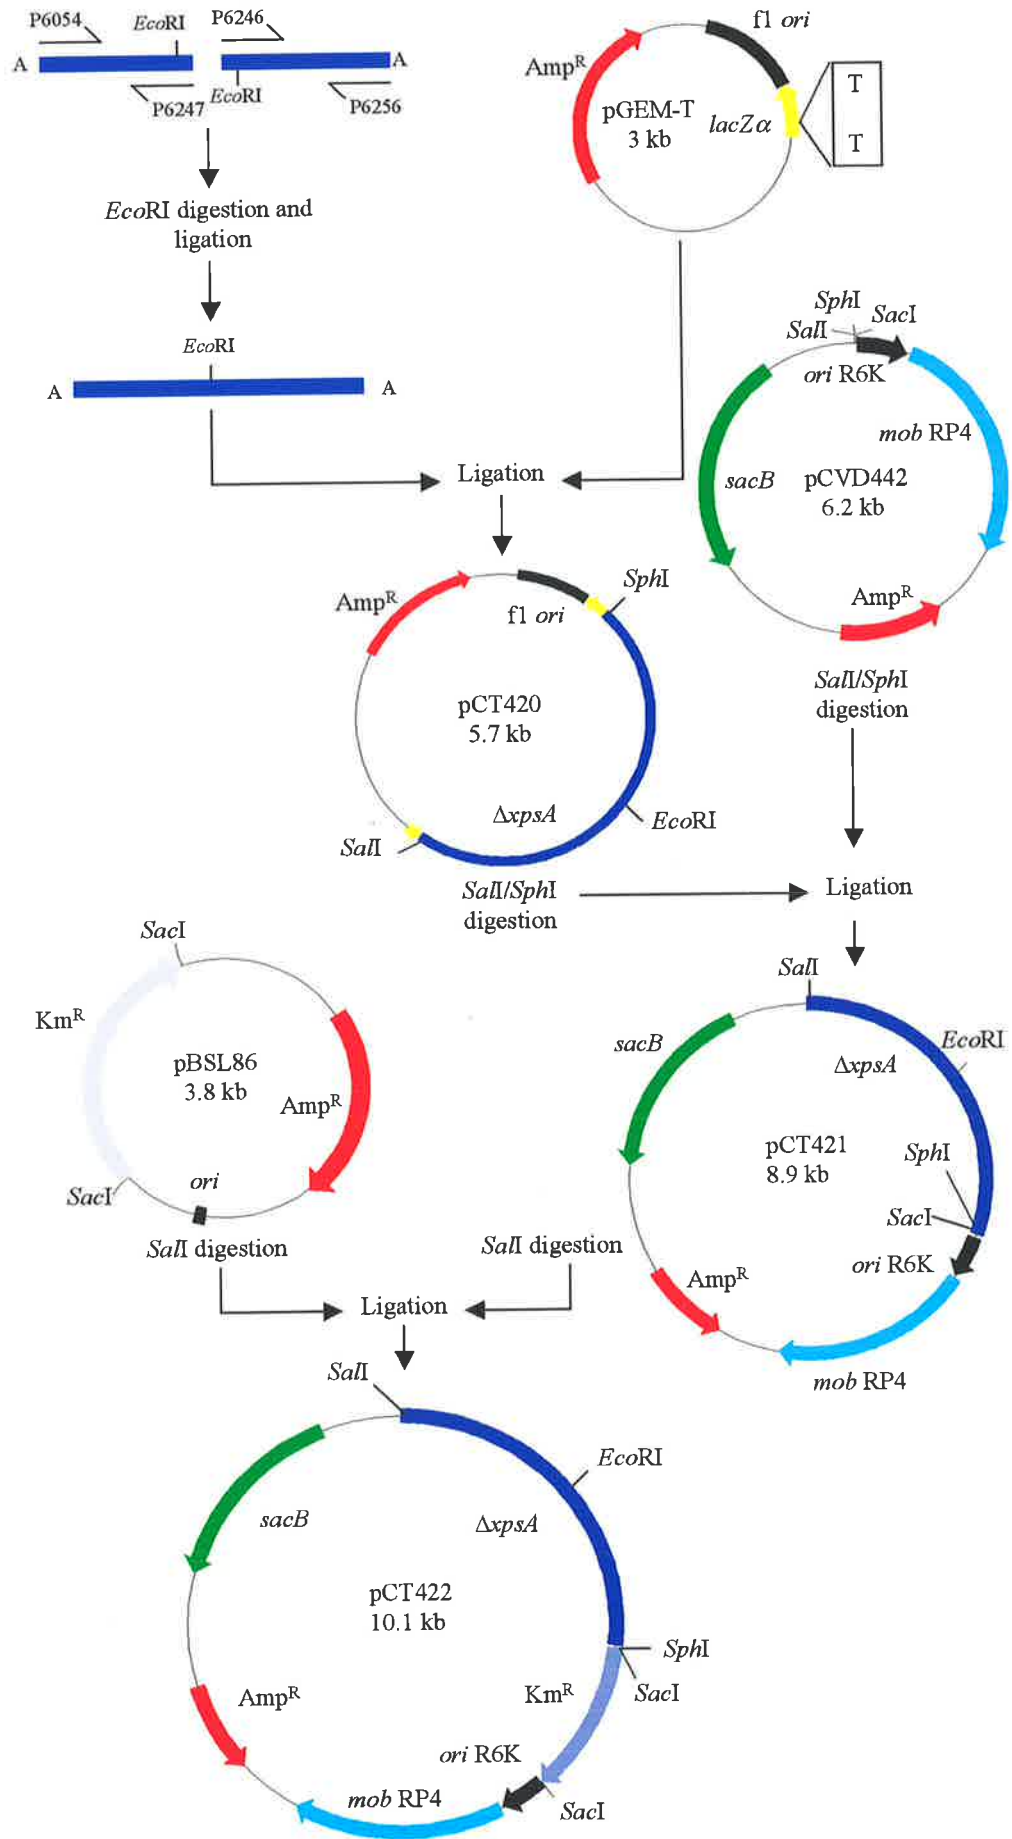 P6054
EcoRI
P6246
A
A
P6247
EcoRI
P6256
EcoRI digestion and
ligation
EcoRI
A
A
f1 ori
AmpR
pGEM-T
3 kb
lacZα
T
T
Ligation
SphI
SalI
SacI
ori R6K
mob RP4
sacB
pCVD442
6.2 kb
AmpR
SalI/SphI
digestion
AmpR
f1 ori
SphI
pCT420
5.7 kb
ΔxpsA
EcoRI
SalI
SalI/SphI
digestion
Ligation
SacI
KmR
pBSL86
3.8 kb
AmpR
ori
SacI
SalI digestion
SalI
sacB
EcoRI
ΔxpsA
pCT421
8.9 kb
SphI
SacI
ori R6K
AmpR
mob RP4
SalI digestion
Ligation
SalI
EcoRI
sacB
ΔxpsA
pCT422
10.1 kb
SphI
SacI
KmR
AmpR
ori R6K
mob RP4
SacI